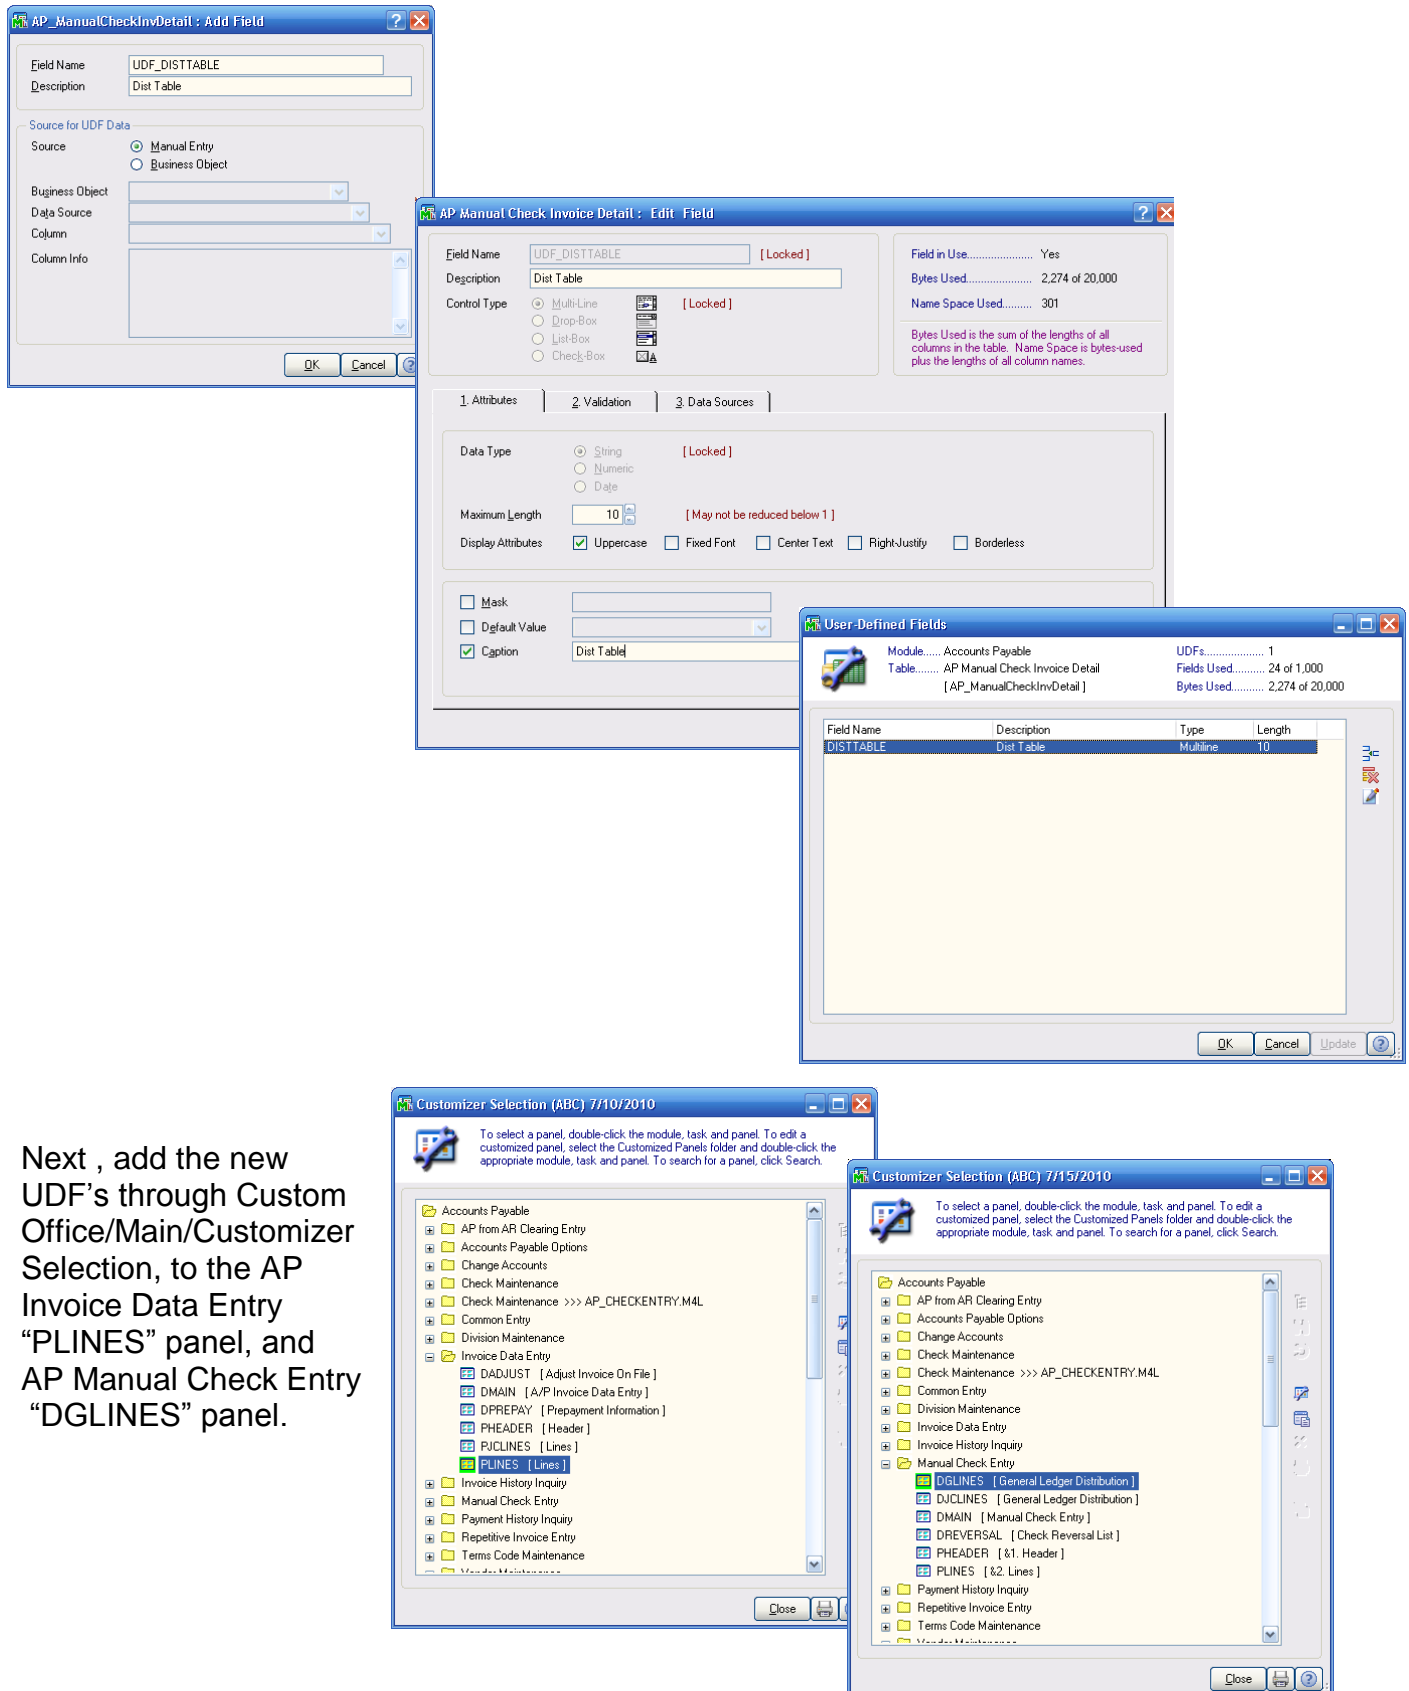 AP_ManualCheckInvDetail : Add Field
Field Name UDF_DISTTABLE
Description Dist Table
Source for UDF Data
Source Manual Entry
Business Object
Business Object
Data Source
Column
Column Info
OK Cancel
AP Manual Check Invoice Detail : Edit Field
Field Name UDF_DISTTABLE [ Locked ]
Description Dist Table
Control Type Multi-Line [ Locked ]
Drop-Box
List-Box
Check-Box
Field in Use...................... Yes
Bytes Used...................... 2,274 of 20,000
Name Space Used.......... 301
Bytes Used is the sum of the lengths of all
columns in the table. Name Space is bytes-used
plus the lengths of all column names.
1. Attributes 2. Validation 3. Data Sources
Data Type String [ Locked ]
Numeric
Date
Maximum Length 10 [ May not be reduced below 1 ]
Display Attributes Uppercase Fixed Font Center Text Right-Justify Borderless
Mask
Default Value
Caption Dist Table
User-Defined Fields
Module...... Accounts Payable UDFs.................... 1
Table........ AP Manual Check Invoice Detail Fields Used........... 24 of 1,000
[ AP_ManualCheckInvDetail ] Bytes Used........... 2,274 of 20,000
Field Name Description Type Length
DISTTABLE Dist Table Multiline 10
OK Cancel Update
Next , add the new
UDF’s through Custom
Office/Main/Customizer
Selection, to the AP
Invoice Data Entry
“PLINES” panel, and
AP Manual Check Entry
“DGLINES” panel.
Customizer Selection (ABC) 7/10/2010
To select a panel, double-click the module, task and panel. To edit a
customized panel, select the Customized Panels folder and double-click the
appropriate module, task and panel. To search for a panel, click Search.
Accounts Payable
AP from AR Clearing Entry
Accounts Payable Options
Change Accounts
Check Maintenance
Check Maintenance >>> AP_CHECKENTRY.M4L
Common Entry
Division Maintenance
Invoice Data Entry
DADJUST [ Adjust Invoice On File ]
DMAIN [ A/P Invoice Data Entry ]
DPREPAY [ Prepayment Information ]
PHEADER [ Header ]
PJCLINES [ Lines ]
PLINES [ Lines ]
Invoice History Inquiry
Manual Check Entry
Payment History Inquiry
Repetitive Invoice Entry
Terms Code Maintenance
Vendor Maintenance
Close
Customizer Selection (ABC) 7/15/2010
To select a panel, double-click the module, task and panel. To edit a
customized panel, select the Customized Panels folder and double-click the
appropriate module, task and panel. To search for a panel, click Search.
Accounts Payable
AP from AR Clearing Entry
Accounts Payable Options
Change Accounts
Check Maintenance
Check Maintenance >>> AP_CHECKENTRY.M4L
Common Entry
Division Maintenance
Invoice Data Entry
Invoice History Inquiry
Manual Check Entry
DGLINES [ General Ledger Distribution ]
DJCLINES [ General Ledger Distribution ]
DMAIN [ Manual Check Entry ]
DREVERSAL [ Check Reversal List ]
PHEADER [ &1. Header ]
PLINES [ &2. Lines ]
Payment History Inquiry
Repetitive Invoice Entry
Terms Code Maintenance
Vendor Maintenance
Close